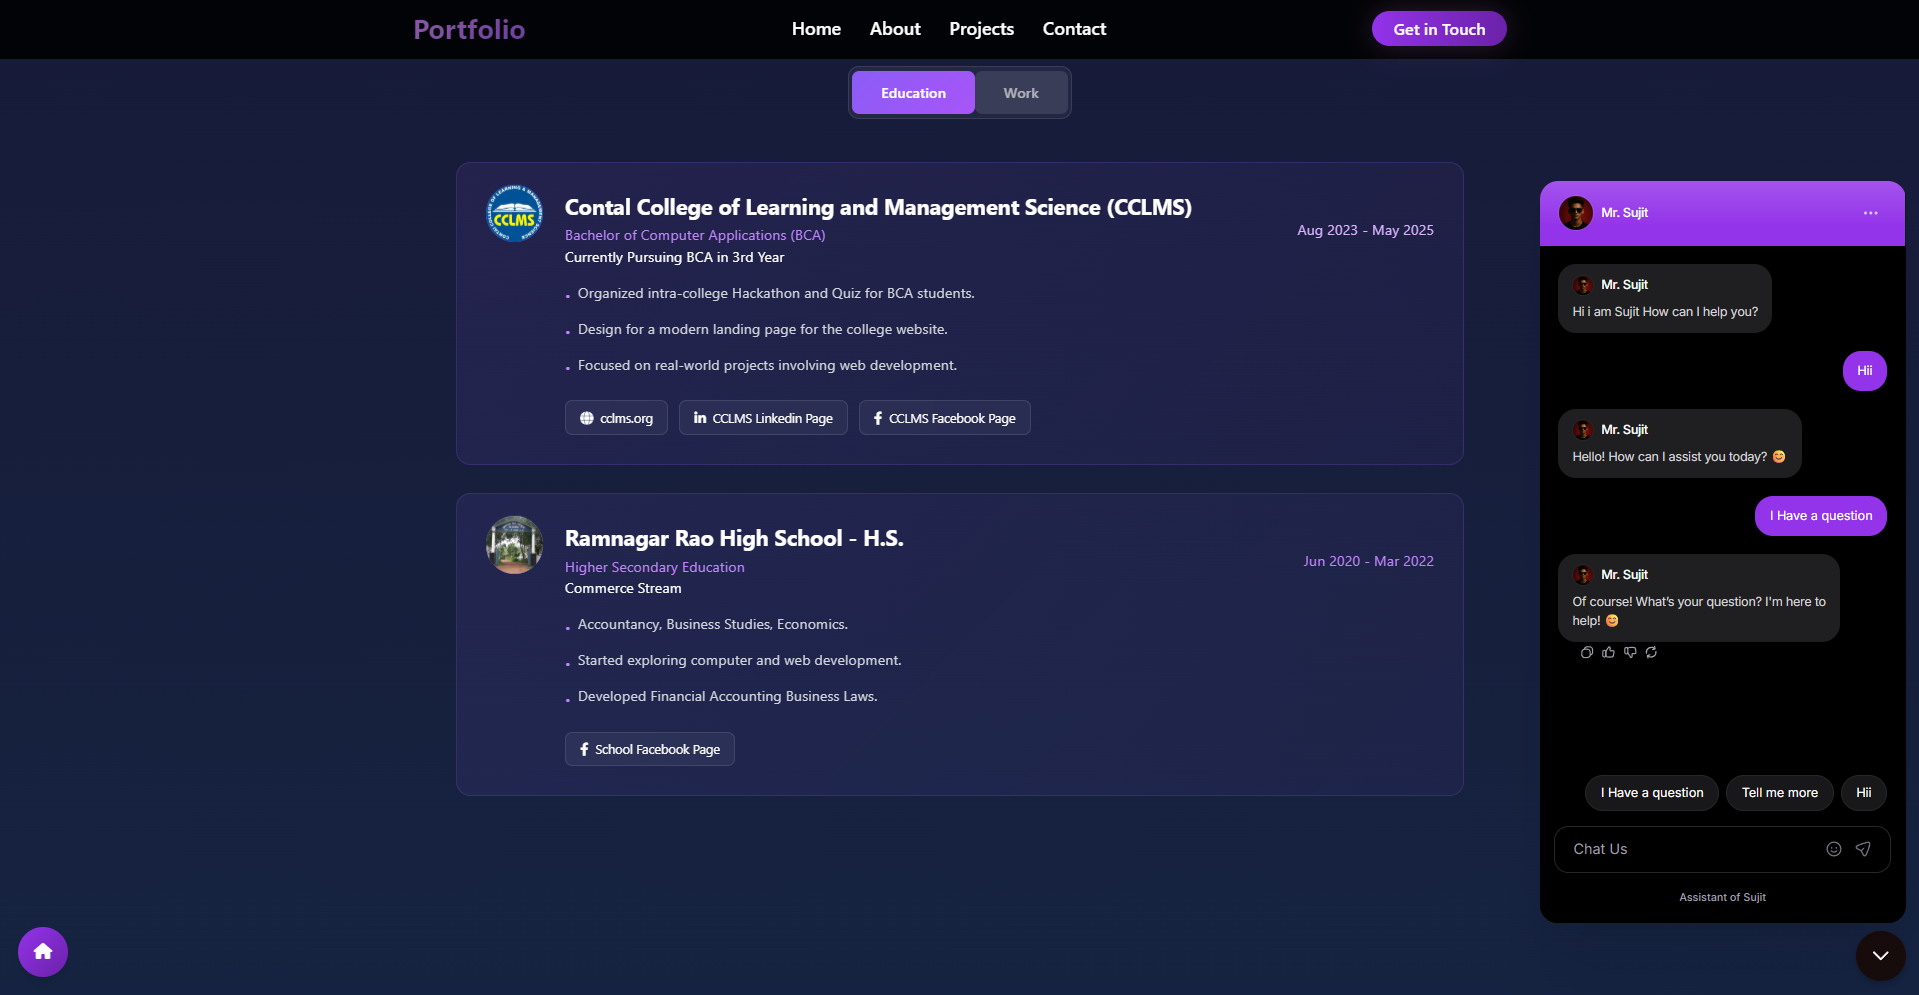 Portfolio
Home
About
Projects
Contact
Get in Touch
Education
Work
CCLMS
Contal College of Learning and Management Science (CCLMS)
Bachelor of Computer Applications (BCA)
Currently Pursuing BCA in 3rd Year
Aug 2023 - May 2025
Organized intra-college Hackathon and Quiz for BCA students.
Design for a modern landing page for the college website.
Focused on real-world projects involving web development.
cclms.org
CCLMS Linkedin Page
CCLMS Facebook Page
Ramnagar Rao High School - H.S.
Higher Secondary Education
Commerce Stream
Jun 2020 - Mar 2022
Accountancy, Business Studies, Economics.
Started exploring computer and web development.
Developed Financial Accounting Business Laws.
School Facebook Page
Mr. Sujit
Mr. Sujit
Hi i am Sujit How can I help you?
Hii
Mr. Sujit
Hello! How can I assist you today? 😊
I Have a question
Mr. Sujit
Of course! What's your question? I'm here to
help! 😊
I Have a question
Tell me more
Hii
Chat Us
Assistant of Sujit